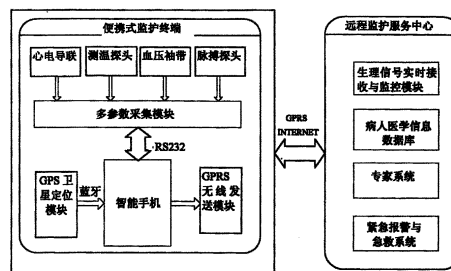 便携式监护终端
心电导联
测温探头
血压袖带
脉搏探头
多参数采集模块
RS232
GPS 卫
星定位
模块
蓝牙
智能手机
GPRS
无线发
送模块
GPRS
INTERNET
远程监护服务中心
生理信号实时接
收与监控模块
病人医学信息
数据库
专家系统
紧急报警与
急救系统